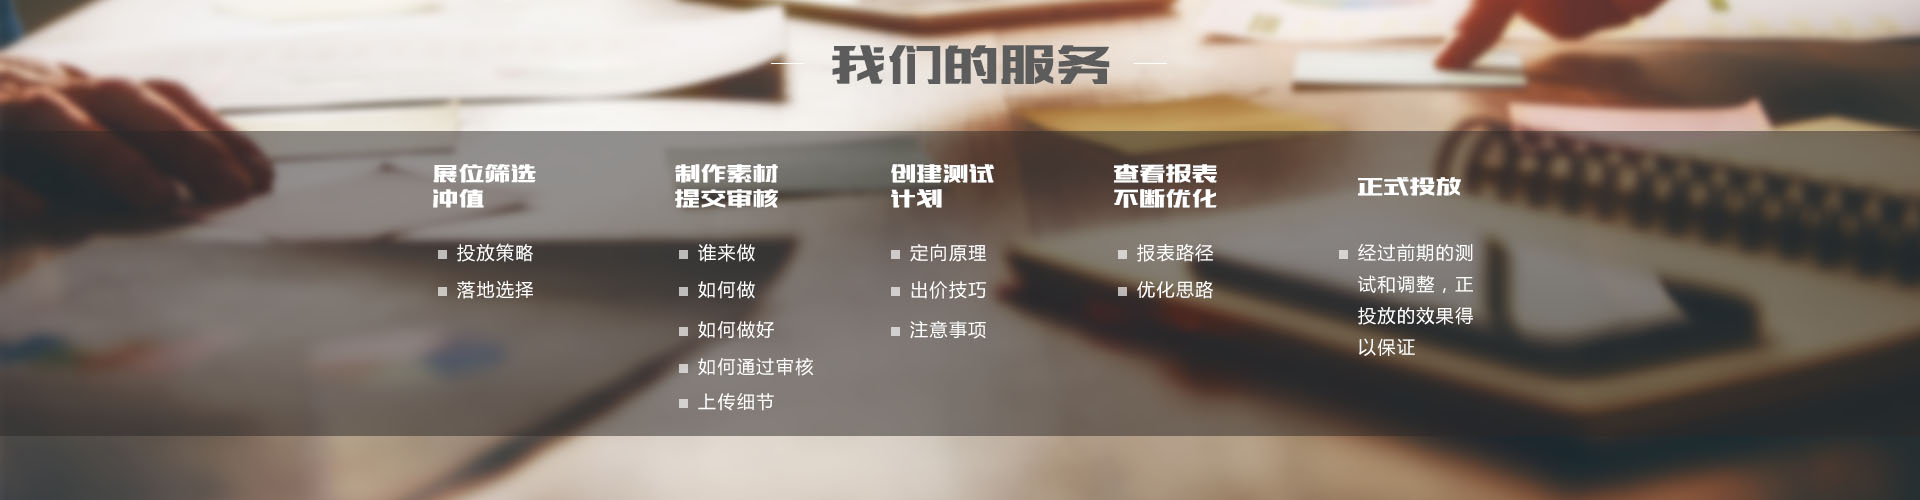 我们的服务
展位筛选
冲值
投放策略
落地选择
制作素材
提交审核
谁来做
如何做
如何做好
如何通过审核
上传细节
创建测试
计划
定向原理
出价技巧
注意事项
查看报表
不断优化
报表路径
优化思路
正式投放
经过前期的测
试和调整，正
投放的效果得
以保证